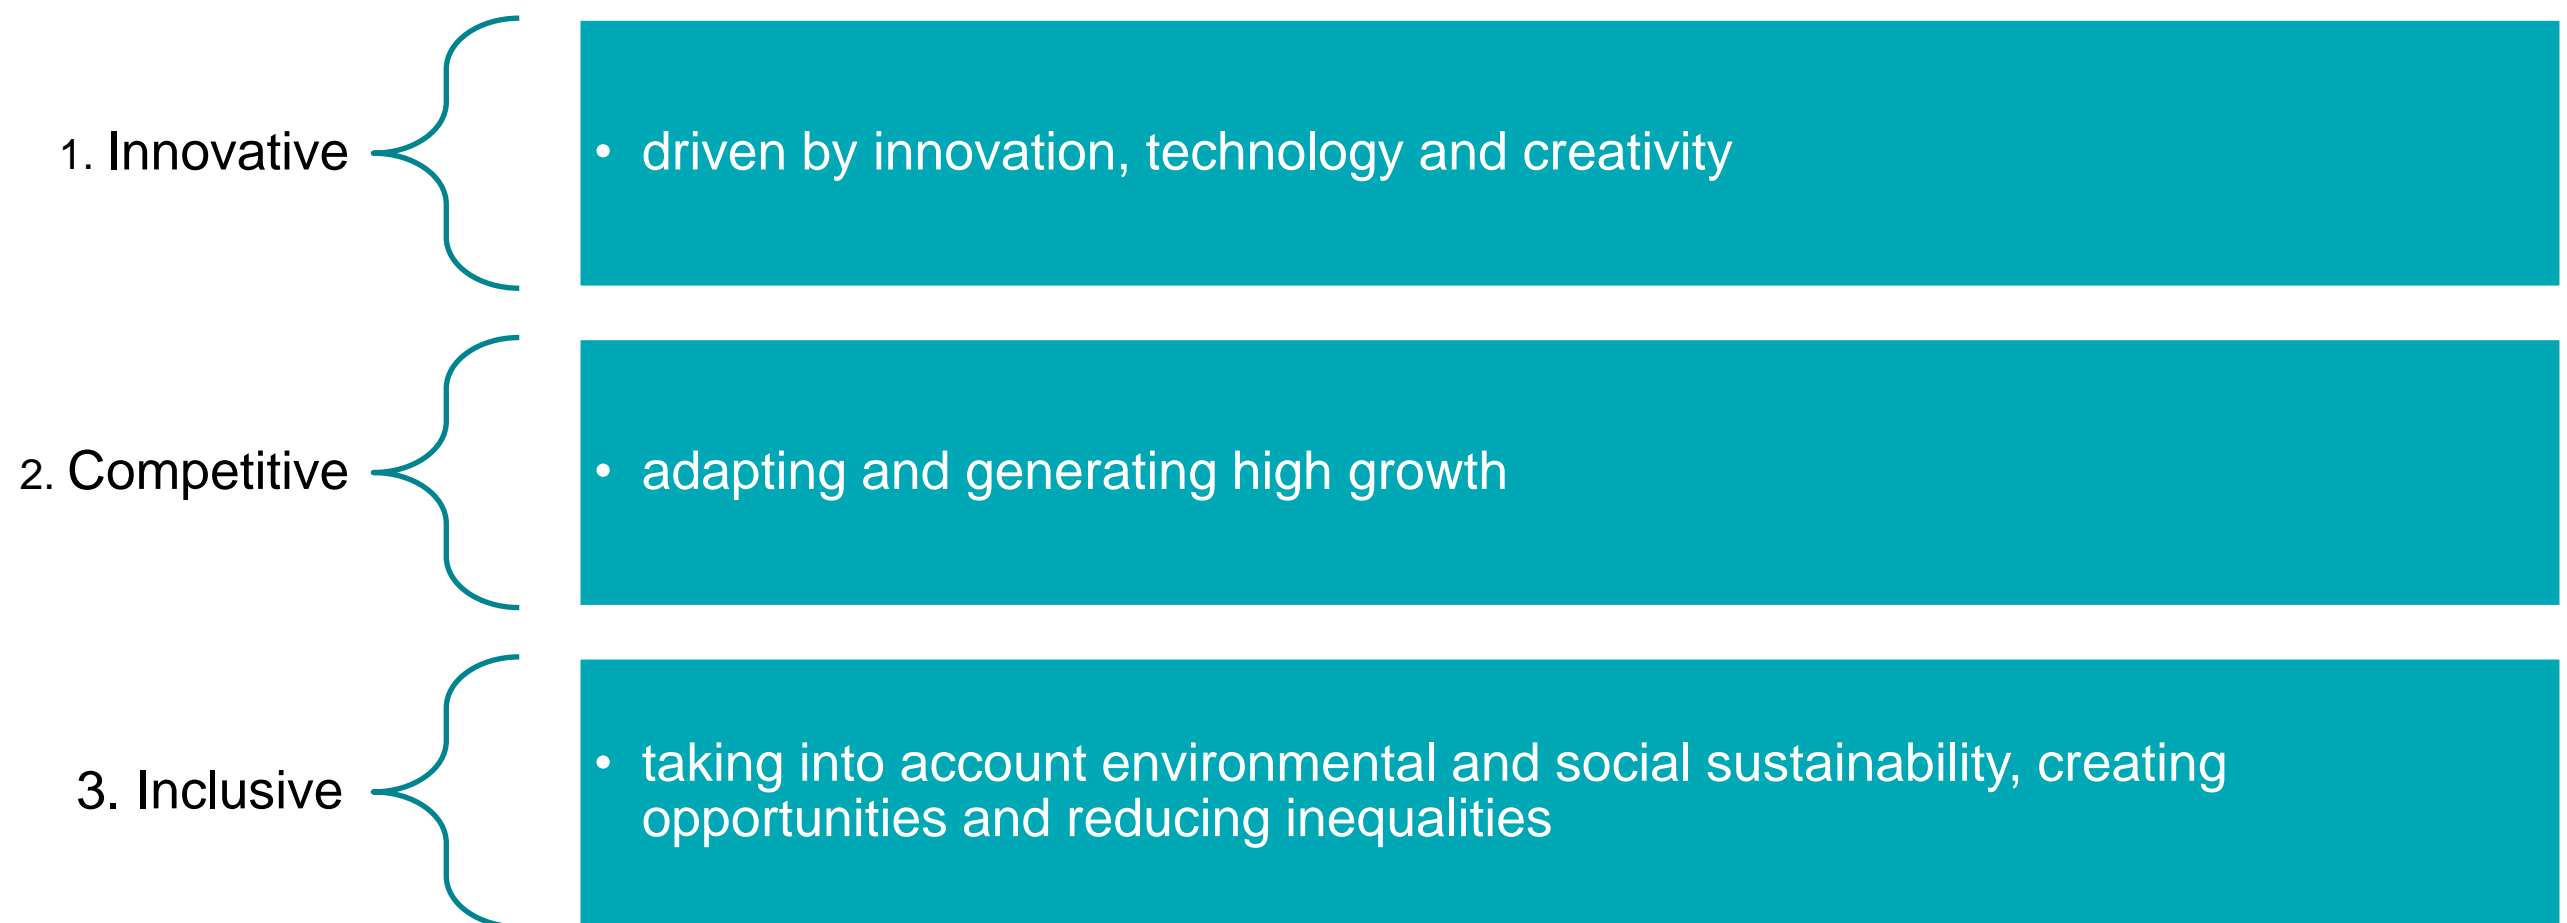 1. Innovative
• driven by innovation, technology and creativity
2. Competitive
• adapting and generating high growth
3. Inclusive
• taking into account environmental and social sustainability, creating
opportunities and reducing inequalities